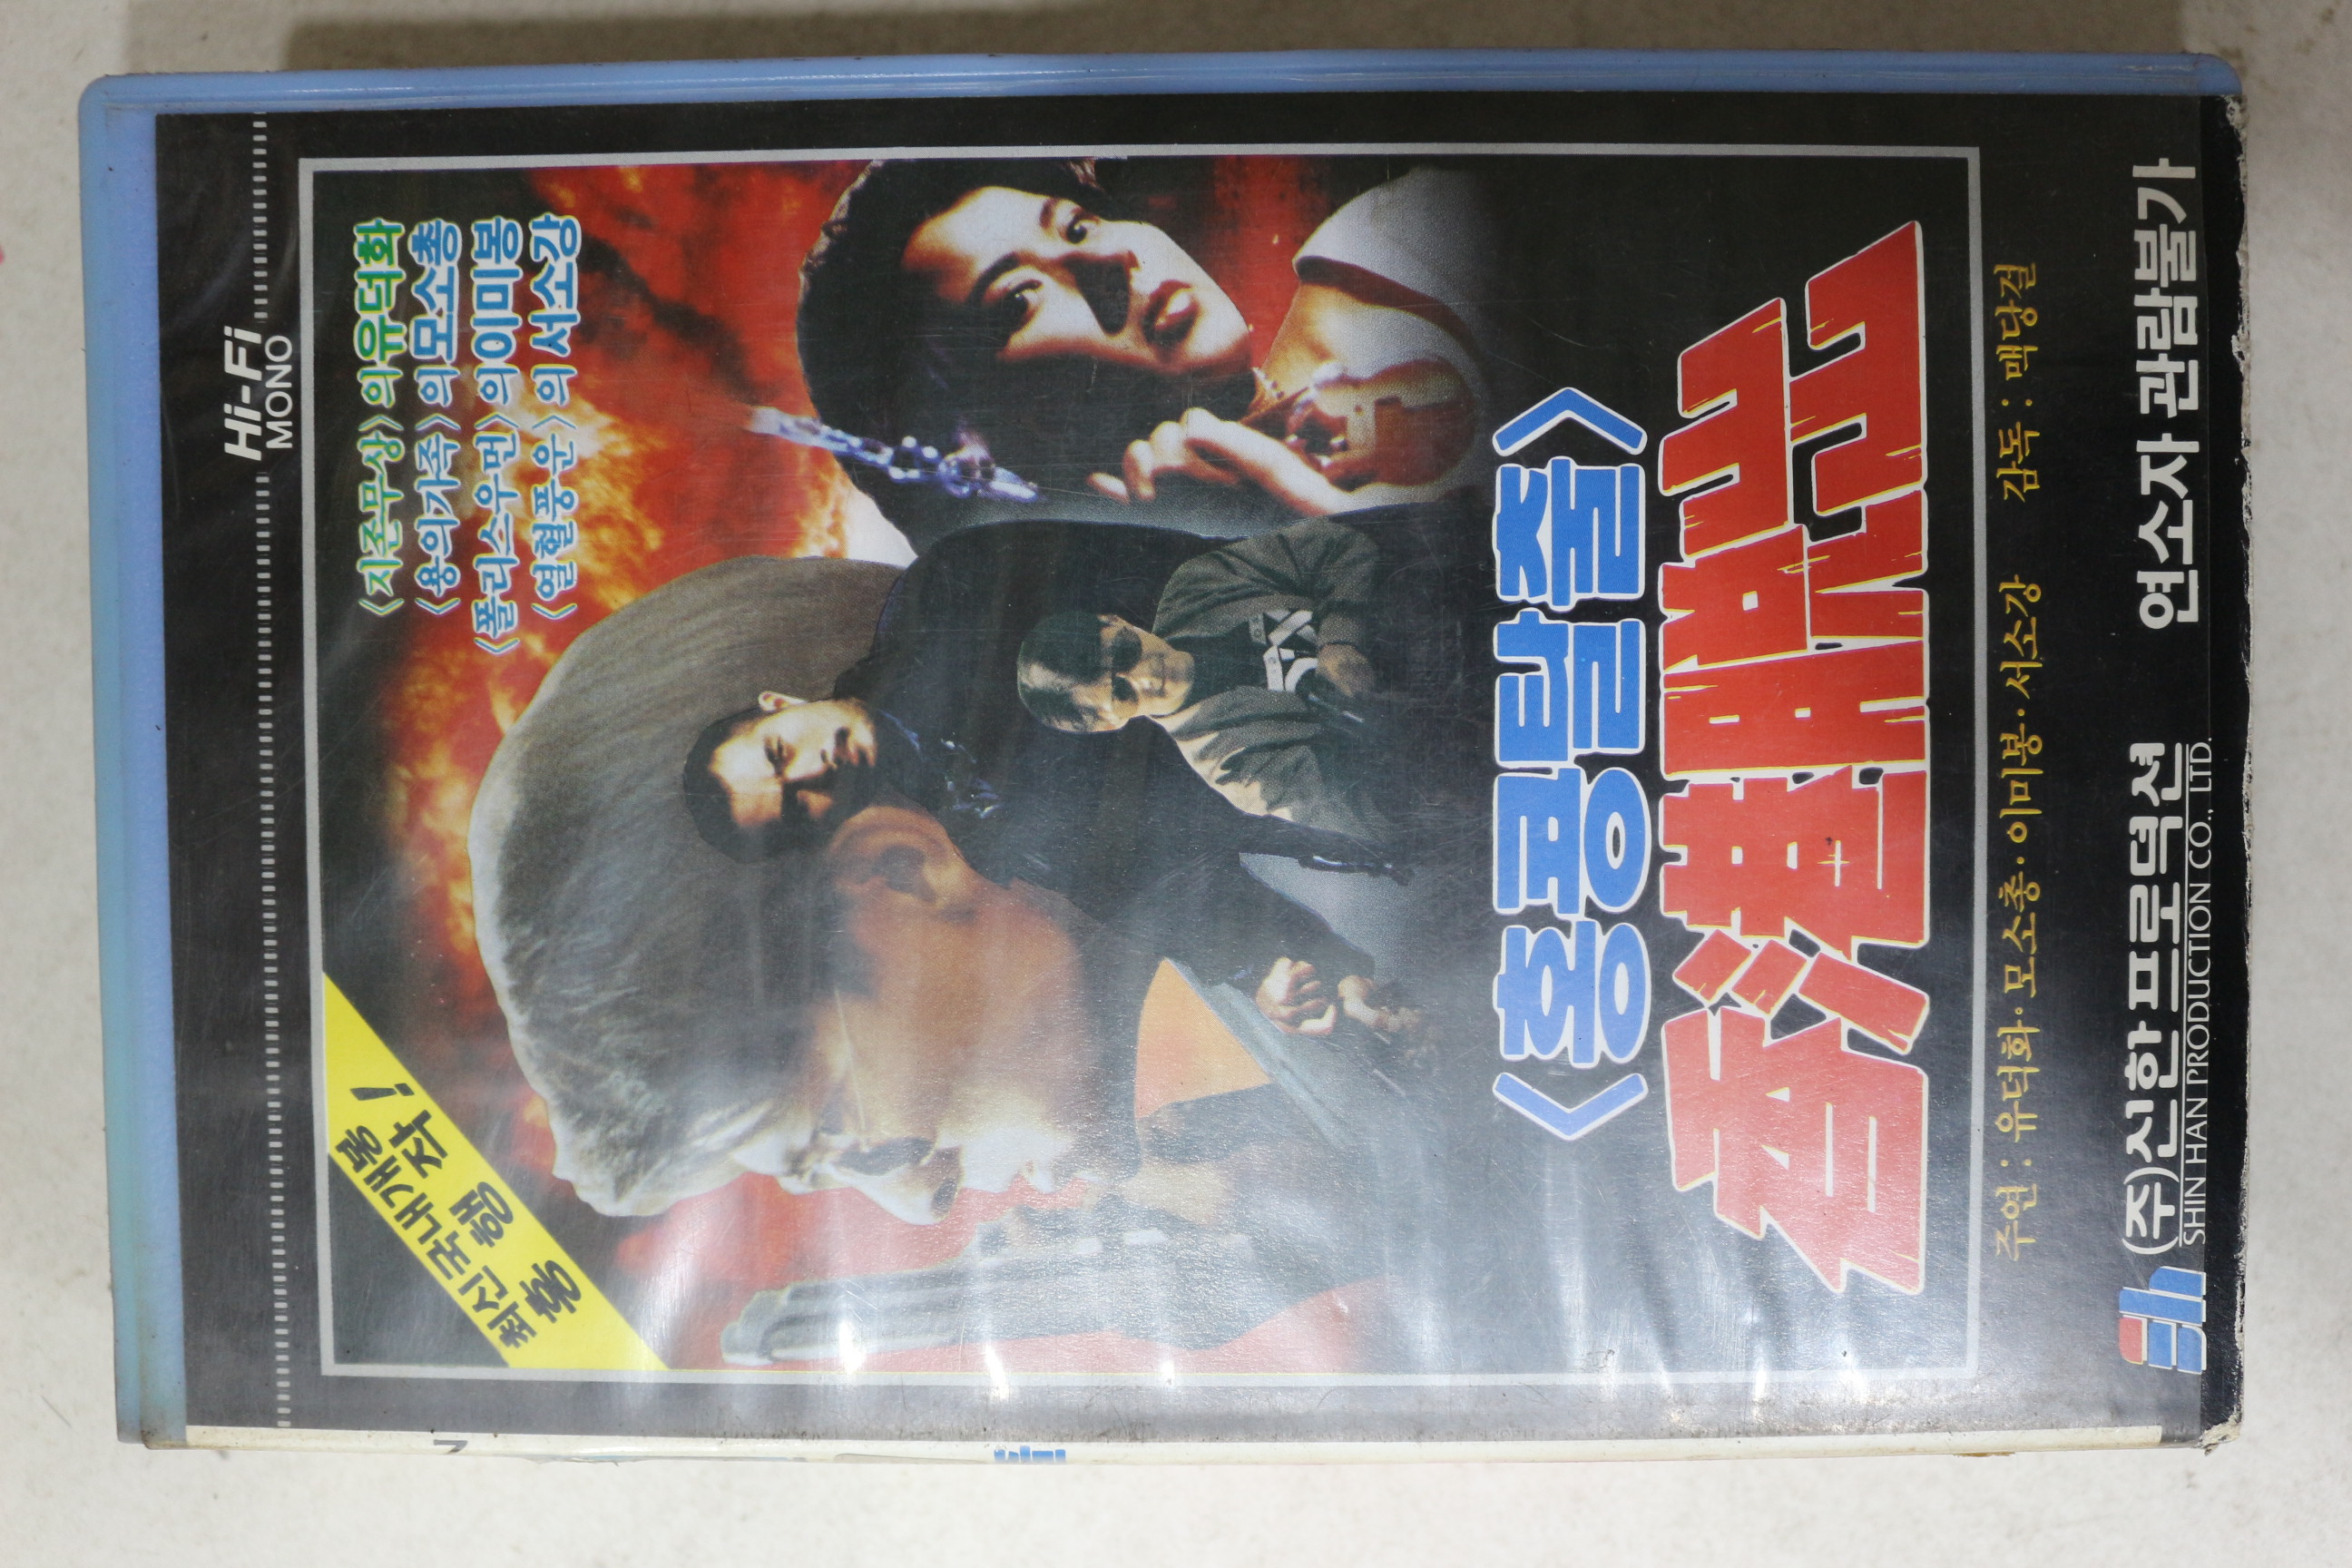 Hi-Fi
MONO
최신국내개봉
흥행작!
〈지존무상〉의유덕화
〈용의가족〉의모소총
〈폴리스우먼〉의이미봉
〈열혈풍운〉의 서소강
〈홍콩탈출〉
香港脫出
주연 : 유덕화·모소총·이미봉·서소강 감독 : 맥당걸
sh (주)신한프로덕션 연소자 관람불가
SHIN HAN PRODUCTION CO., LTD.